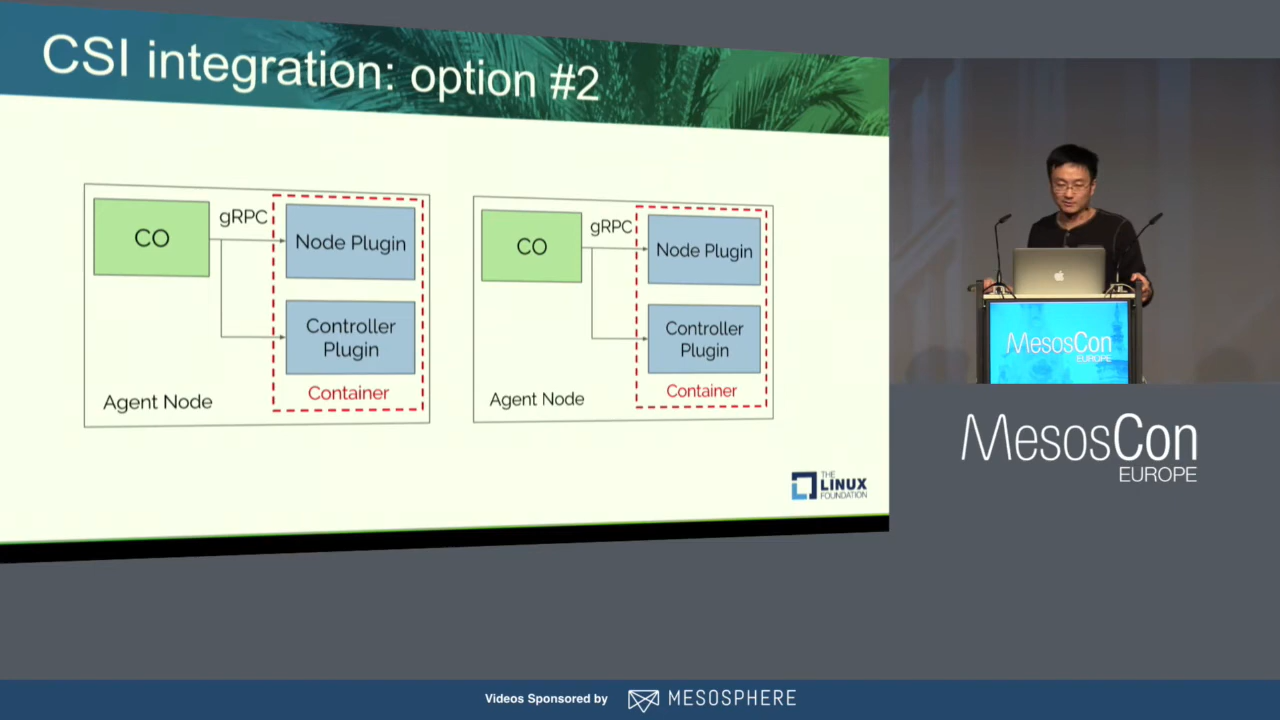 CSI integration: option #2
CO
gRPC
Node Plugin
Controller
Plugin
Container
Agent Node
CO
gRPC
Node Plugin
Controller
Plugin
Container
Agent Node
THE
LINUX
FOUNDATION
MesosCon
EUROPE
MesosCon
EUROPE
Videos Sponsored by
MESOSPHERE